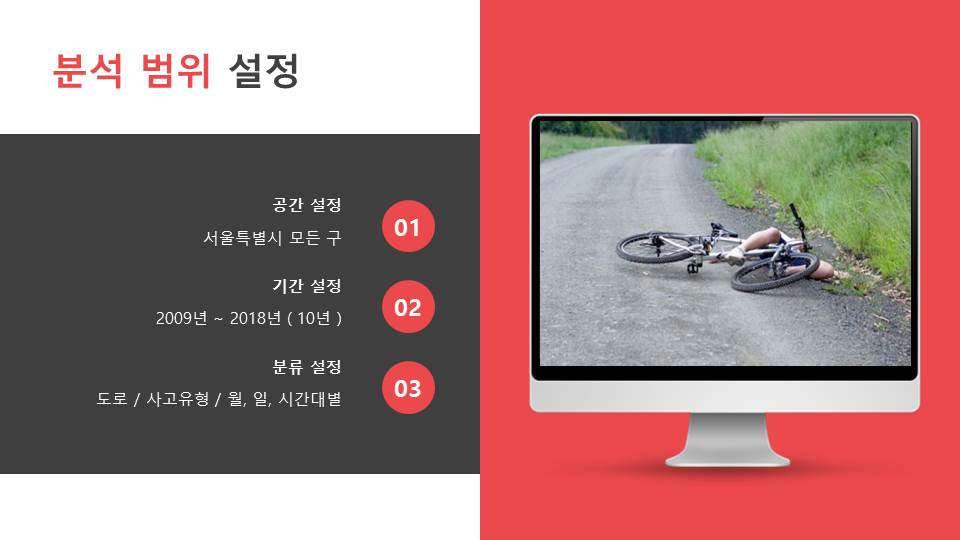 분석 범위 설정
공간 설정
서울특별시 모든 구
01
기간 설정
2009년 ~ 2018년 ( 10년 )
02
분류 설정
도로 / 사고유형 / 월, 일, 시간대별
03